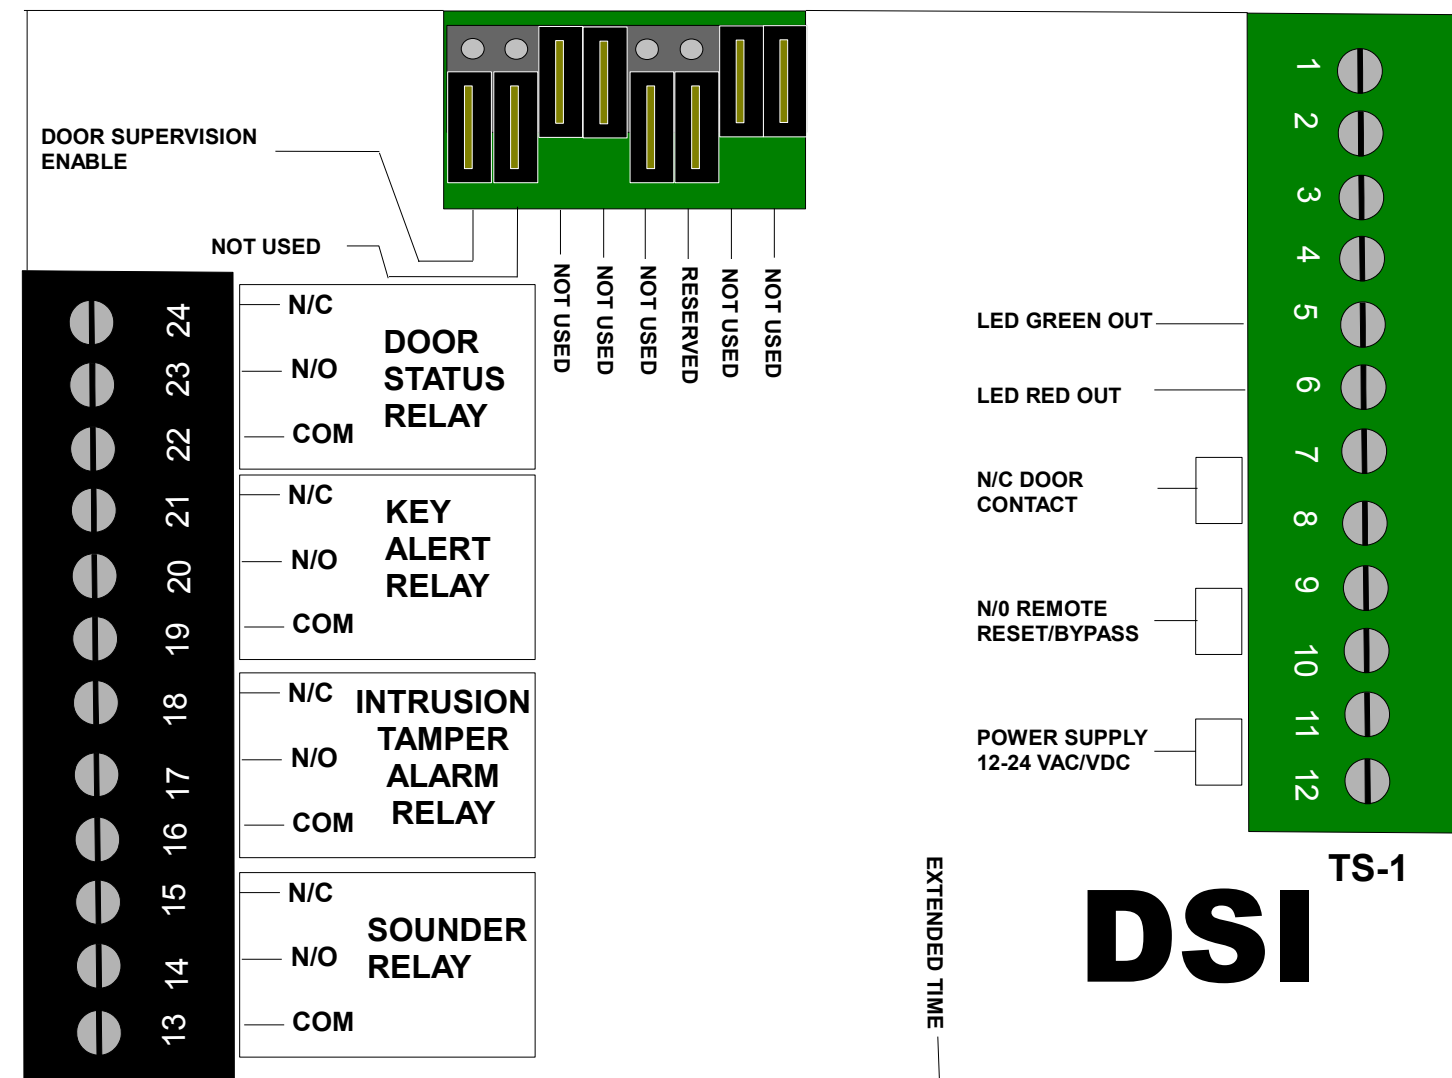 DOOR SUPERVISION
ENABLE
NOT USED
NOT USED
NOT USED
NOT USED
RESERVED
NOT USED
NOT USED
24
23
22
21
20
19
18
17
16
15
14
13
N/C
N/O
COM
DOOR
STATUS
RELAY
N/C
N/O
COM
KEY
ALERT
RELAY
N/C
N/O
COM
INTRUSION
TAMPER
ALARM
RELAY
N/C
N/O
COM
SOUNDER
RELAY
LED GREEN OUT
LED RED OUT
N/C DOOR
CONTACT
N/0 REMOTE
RESET/BYPASS
POWER SUPPLY
12-24 VAC/VDC
1
2
3
4
5
6
7
8
9
10
11
12
TS-1
EXTENDED TIME
DSI